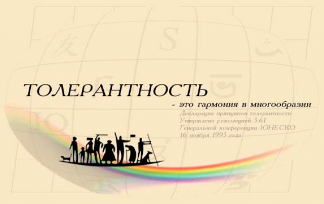 ТОЛЕРАНТНОСТЬ
- это гармония в многообразии
Декларация принципов толерантности
Утверждена резолюцией 5.61
Генеральной конференции ЮНЕСКО
16 ноября 1995 года